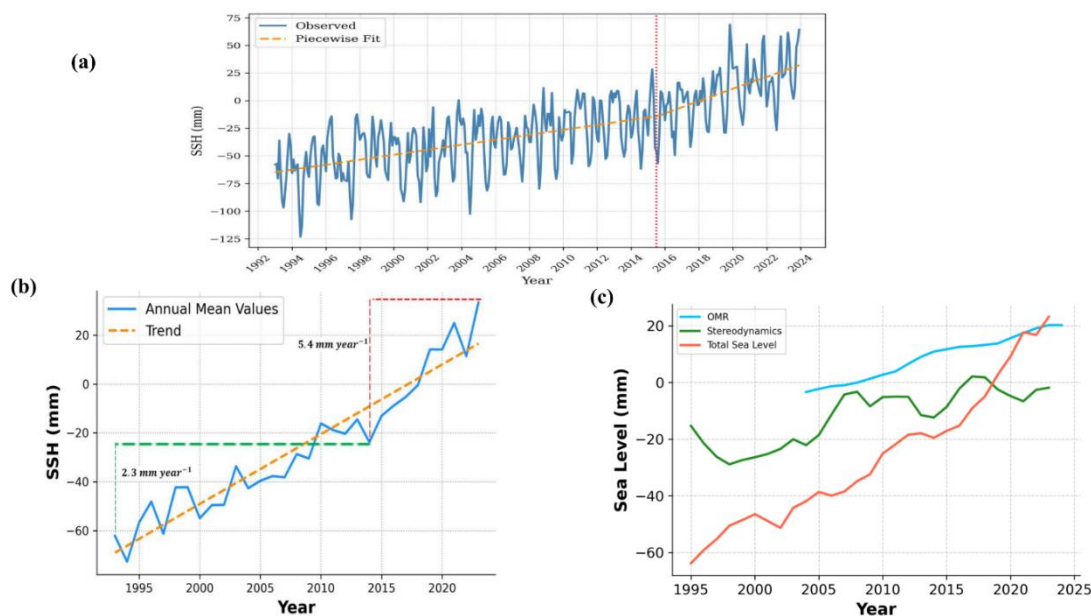 (a)
Observed
Piecewise Fit
75
50
25
0
−25
−50
−75
−100
−125
SSH (mm)
1992 1994 1996 1998 2000 2002 2004 2006 2008 2010 2012 2014 2016 2018 2020 2022 2024
Year
(b)
Annual Mean Values
Trend
5.4 mm year⁻¹
2.3 mm year⁻¹
20
0
−20
−40
−60
SSH (mm)
1995 2000 2005 2010 2015 2020
Year
(c)
OMR
Stereodynamics
Total Sea Level
20
0
−20
−40
−60
Sea Level (mm)
1995 2000 2005 2010 2015 2020 2025
Year